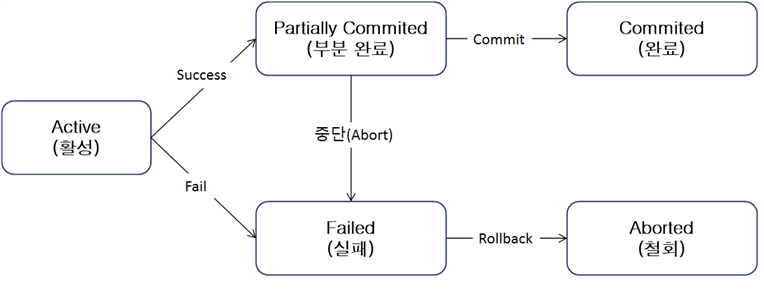 Partially Commited
(부분 완료)
Commit
Commited
(완료)
Success
Active
(활성)
중단(Abort)
Fail
Failed
(실패)
Rollback
Aborted
(철회)